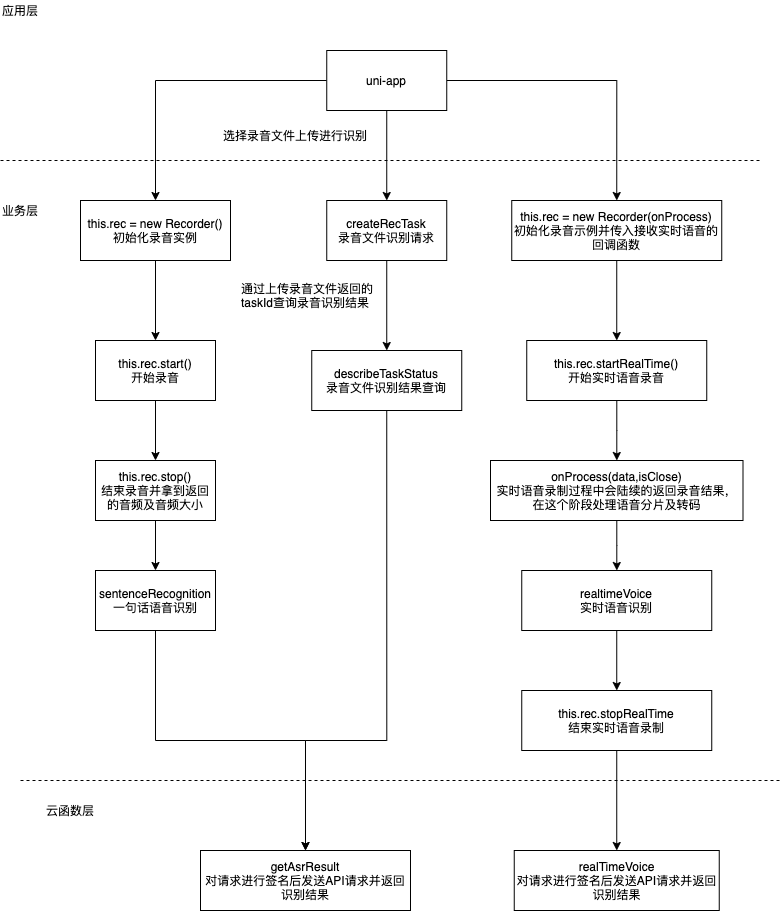 应用层
uni-app
选择录音文件上传进行识别
业务层
this.rec = new Recorder()
初始化录音实例
createRecTask
录音文件识别请求
this.rec = new Recorder(onProcess)
初始化录音示例并传入接收实时语音的
回调函数
通过上传录音文件返回的
taskId查询录音识别结果
this.rec.start()
开始录音
describeTaskStatus
录音文件识别结果查询
this.rec.startRealTime()
开始实时语音录音
this.rec.stop()
结束录音并拿到返回
的音频及音频大小
onProcess(data,isClose)
实时语音录制过程中会陆续的返回录音结果，
在这个阶段处理语音分片及转码
sentenceRecognition
一句话语音识别
realtimeVoice
实时语音识别
this.rec.stopRealTime
结束实时语音录制
云函数层
getAsrResult
对请求进行签名后发送API请求并返回
识别结果
realTimeVoice
对请求进行签名后发送API请求并返回
识别结果